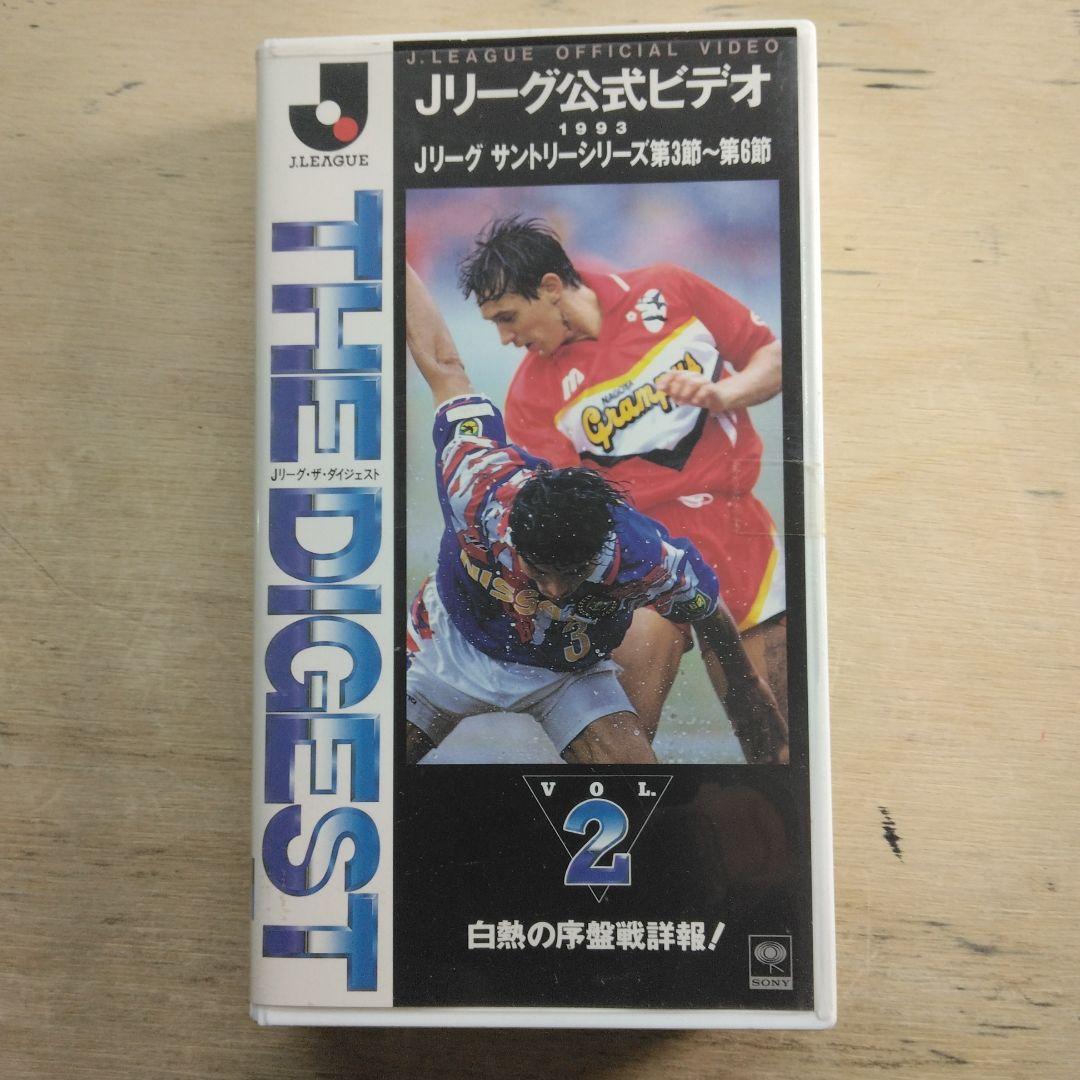 J.LEAGUE OFFICIAL VIDEO
Jリーグ公式ビデオ
1993
Jリーグ サントリーシリーズ第3節〜第6節
J.LEAGUE
THE DIGEST
Jリーグ・ザ・ダイジェスト
NAGOYA
Grampus
NISSAN
3
VOL.
2
白熱の序盤戦詳報!
SONY